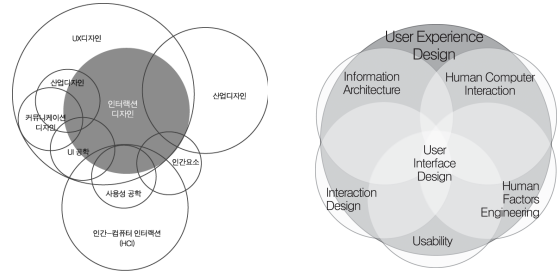 UX디자인
산업디자인
인터랙션
디자인
산업디자인
커뮤니케이션
디자인
UI 공학
인간요소
사용성 공학
인간-컴퓨터 인터랙션
(HCI)
User Experience
Design
Information
Architecture
Human Computer
Interaction
User
Interface
Design
Interaction
Design
Human
Factors
Engineering
Usability